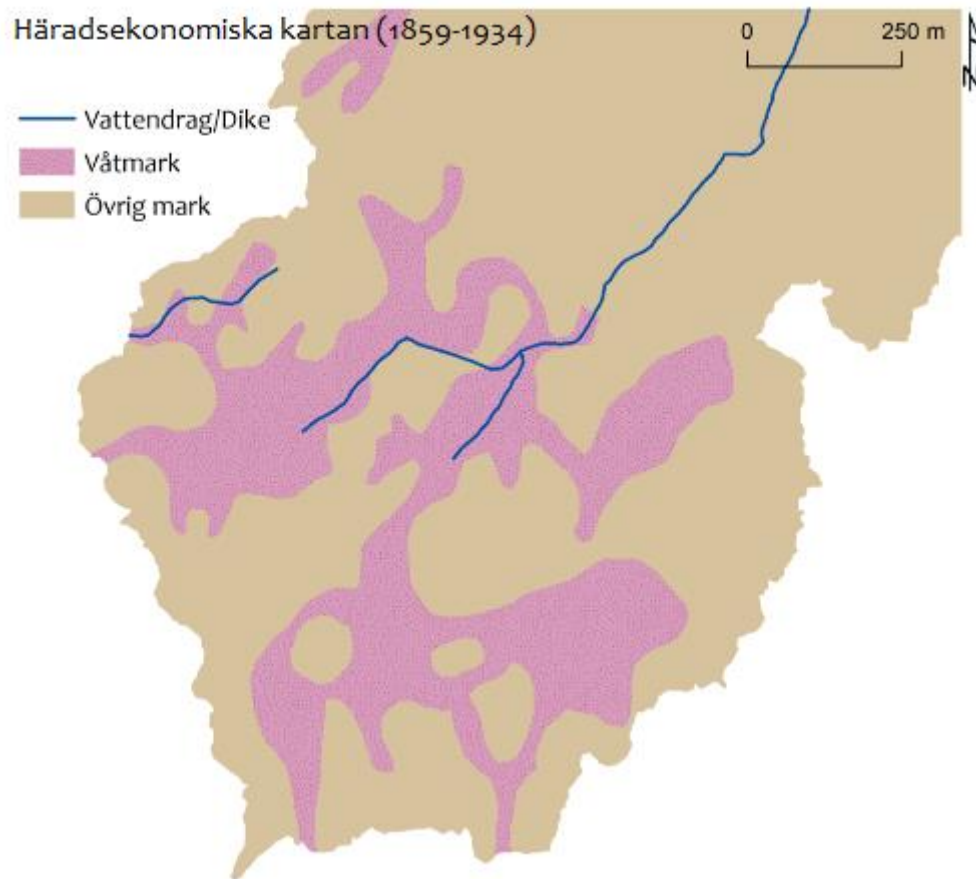 Häradsekonomiska kartan (1859-1934)
0 250 m
Vattendrag/Dike
Våtmark
Övrig mark